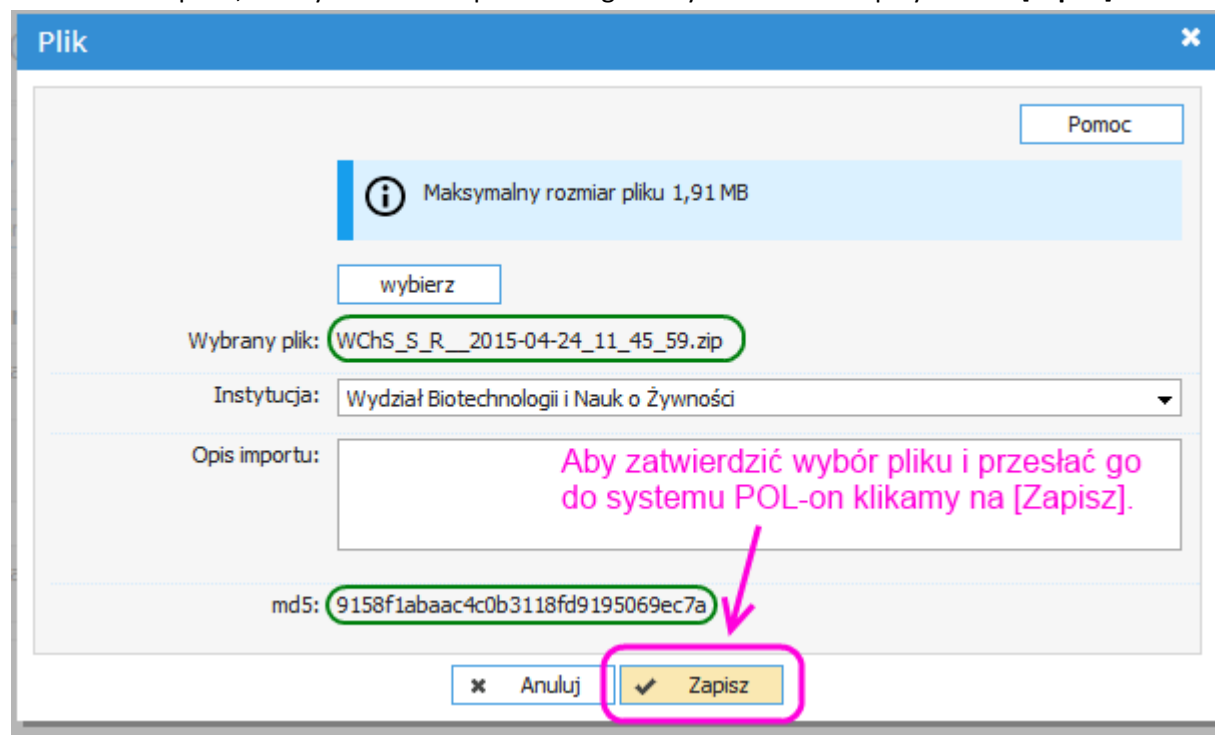 Plik
Pomoc
Maksymalny rozmiar pliku 1,91 MB
wybierz
Wybrany plik: WChS_S_R__2015-04-24_11_45_59.zip
Instytucja: Wydział Biotechnologii i Nauk o Żywności
Opis importu:
Aby zatwierdzić wybór pliku i przesłać go
do systemu POL-on klikamy na [Zapisz].
md5: 9158f1abaac4c0b3118fd9195069ec7a
Anuluj
Zapisz